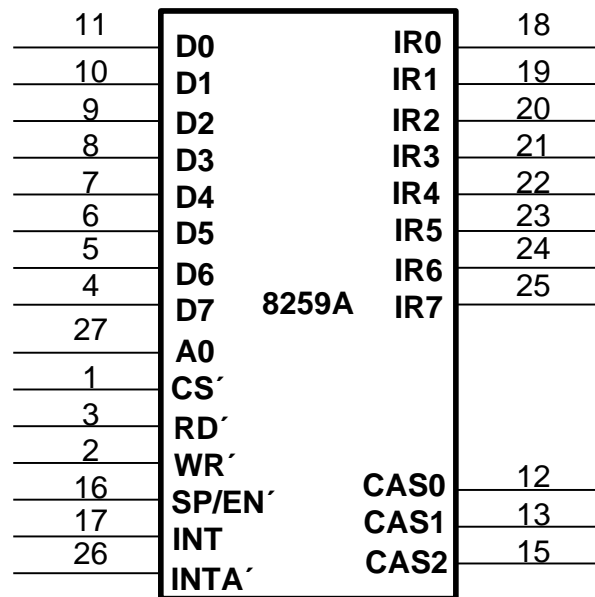 11 D0 IR0 18
10 D1 IR1 19
9 D2 IR2 20
8 D3 IR3 21
7 D4 IR4 22
6 D5 IR5 23
5 D6 IR6 24
4 D7 8259A IR7 25
27 A0
1 CS´
3 RD´
2 WR´
16 SP/EN´ CAS0 12
17 INT CAS1 13
26 INTA´ CAS2 15